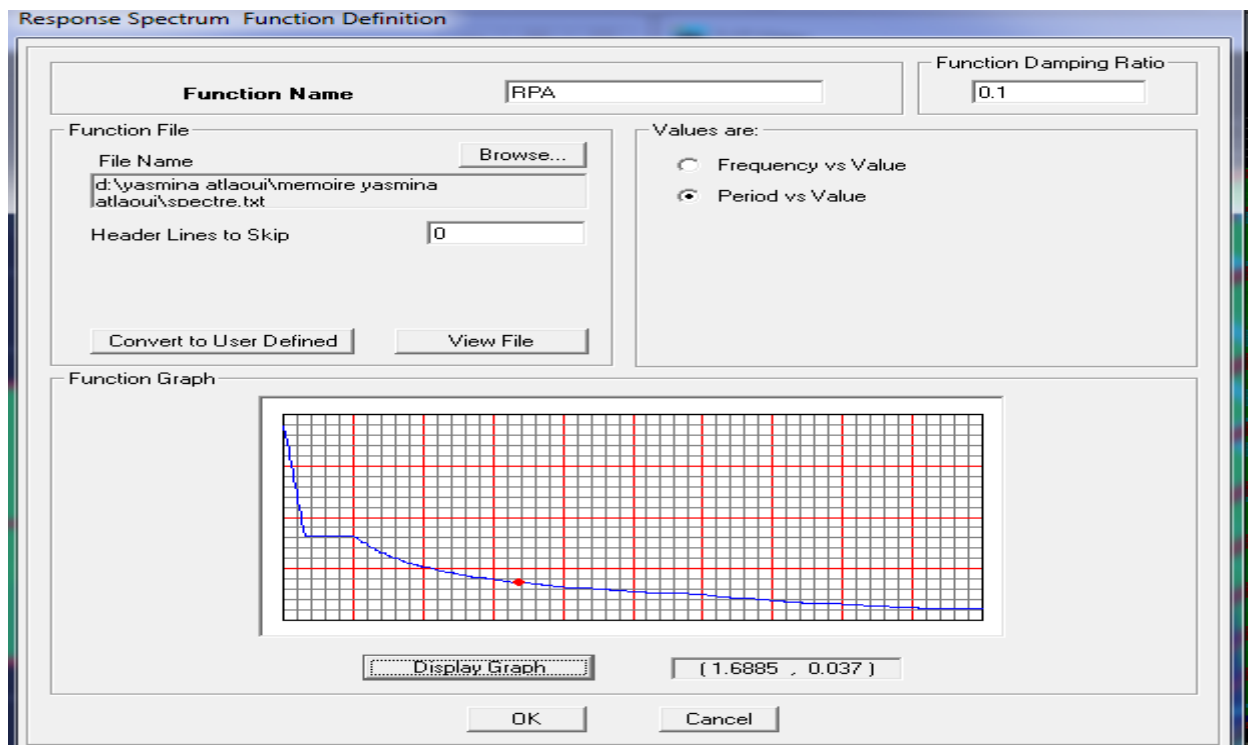 Response Spectrum Function Definition
Function Name
RPA
Function Damping Ratio
0.1
Function File
File Name
Browse...
d:\yasmina atlaoui\memoire yasmina
atlaoui\spectre.txt
Header Lines to Skip
0
Convert to User Defined
View File
Values are:
Frequency vs Value
Period vs Value
Function Graph
Display Graph
( 1.6885 , 0.037 )
OK
Cancel